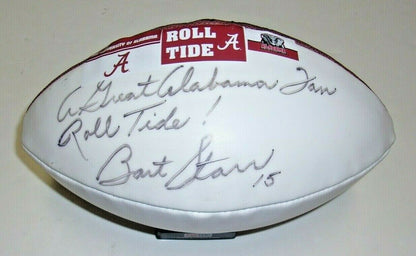 UNIVERSITY OF ALABAMA
ROLL
TIDE
A
A
A Great Alabama Fan
Roll Tide!
Bart Starr
15